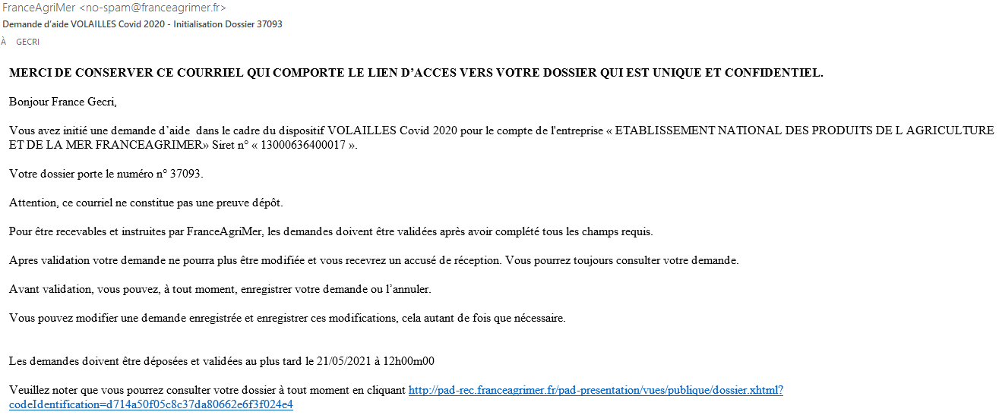 FranceAgriMer <no-spam@franceagrimer.fr>
Demande d'aide VOLAILLES Covid 2020 - Initialisation Dossier 37093
À GECRI
MERCI DE CONSERVER CE COURRIEL QUI COMPORTE LE LIEN D'ACCES VERS VOTRE DOSSIER QUI EST UNIQUE ET CONFIDENTIEL.
Bonjour France Gecri,
Vous avez initié une demande d'aide  dans le cadre du dispositif VOLAILLES Covid 2020 pour le compte de l'entreprise « ETABLISSEMENT NATIONAL DES PRODUITS DE L AGRICULTURE
ET DE LA MER FRANCEAGRIMER» Siret n° « 13000636400017 ».
Votre dossier porte le numéro n° 37093.
Attention, ce courriel ne constitue pas une preuve dépôt.
Pour être recevables et instruites par FranceAgriMer, les demandes doivent être validées après avoir complété tous les champs requis.
Apres validation votre demande ne pourra plus être modifiée et vous recevrez un accusé de réception. Vous pourrez toujours consulter votre demande.
Avant validation, vous pouvez, à tout moment, enregistrer votre demande ou l'annuler.
Vous pouvez modifier une demande enregistrée et enregistrer ces modifications, cela autant de fois que nécessaire.
Les demandes doivent être déposées et validées au plus tard le 21/05/2021 à 12h00m00
Veuillez noter que vous pourrez consulter votre dossier à tout moment en cliquant http://pad-rec.franceagrimer.fr/pad-presentation/vues/publique/dossier.xhtml?
codeIdentification=d714a50f05c8c37da80662e6f3f024e4